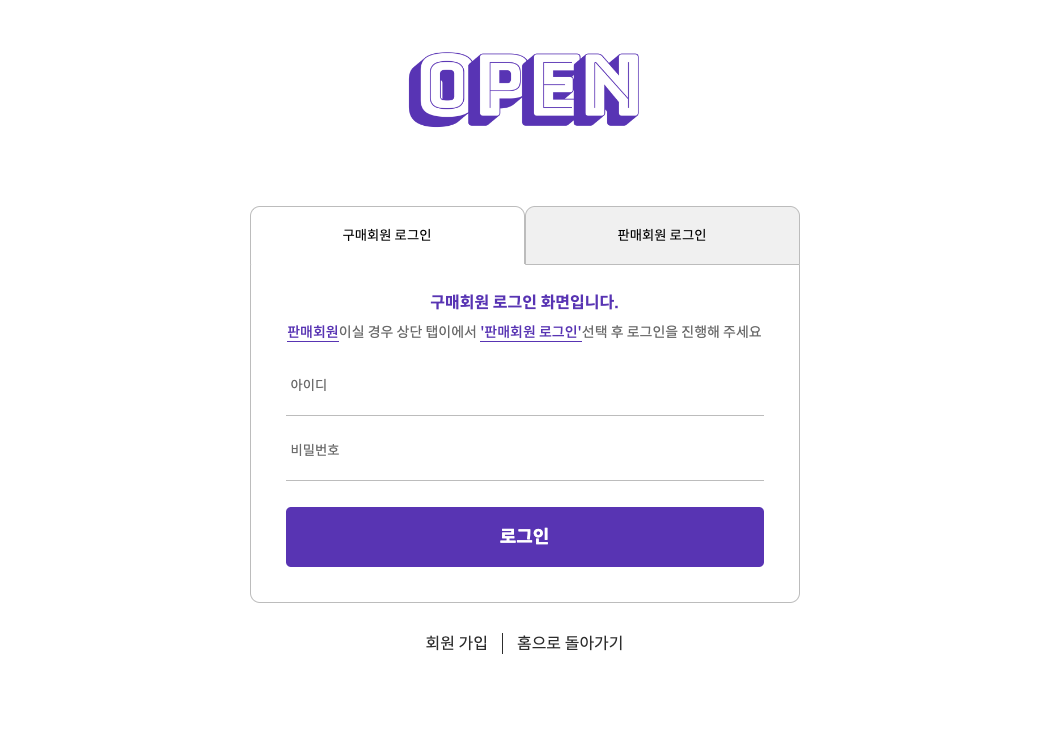 OPEN
구매회원 로그인
판매회원 로그인
구매회원 로그인 화면입니다.
판매회원이실 경우 상단 탭이에서 '판매회원 로그인'선택 후 로그인을 진행해 주세요
아이디
비밀번호
로그인
회원 가입
홈으로 돌아가기